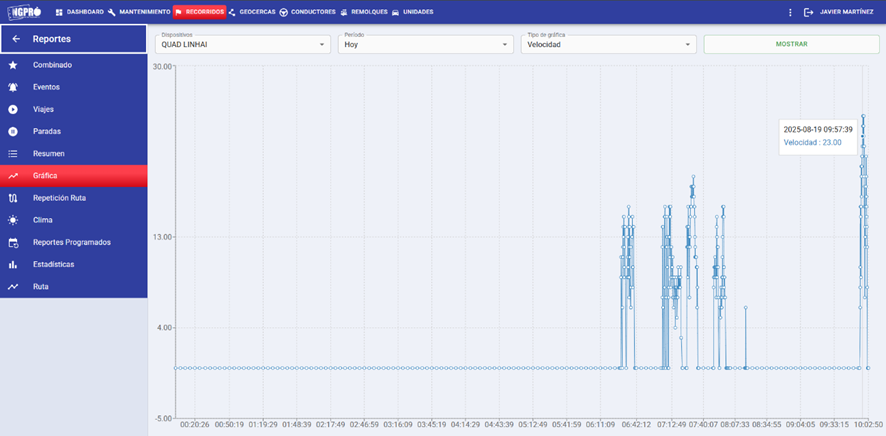 NGPRO DASHBOARD MANTENIMIENTO RECORRIDOS GEOCERCAS CONDUCTORES REMOLQUES UNIDADES JAVIER MARTÍNEZ
Reportes
Combinado
Eventos
Viajes
Paradas
Resumen
Gráfica
Repetición Ruta
Clima
Reportes Programados
Estadísticas
Ruta
Dispositivos
QUAD LINHAI
Período
Hoy
Tipo de gráfica
Velocidad
MOSTRAR
30.00
13.00
4.00
-5.00
2025-08-19 09:57:39
Velocidad : 23.00
00:20:26 00:50:19 01:19:29 01:48:39 02:17:49 02:46:59 03:16:09 03:45:19 04:14:29 04:43:39 05:12:49 05:41:59 06:11:09 06:42:12 07:12:49 07:40:07 08:07:33 08:34:55 09:04:05 09:33:15 10:02:50